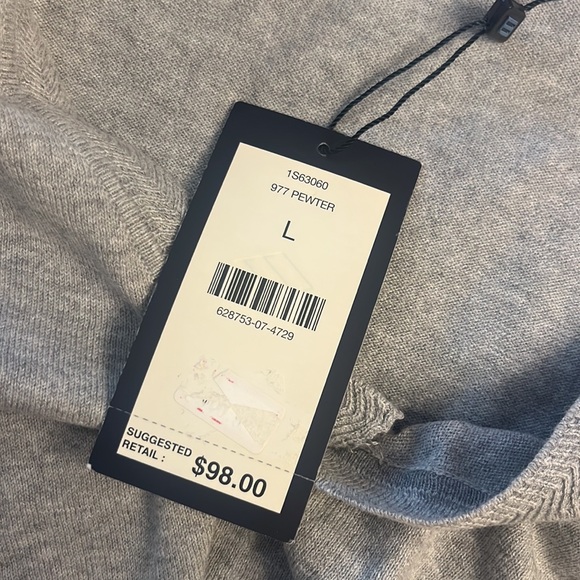 1S63060
977 PEWTER
L
628753-07-4729
SUGGESTED
RETAIL : $98.00